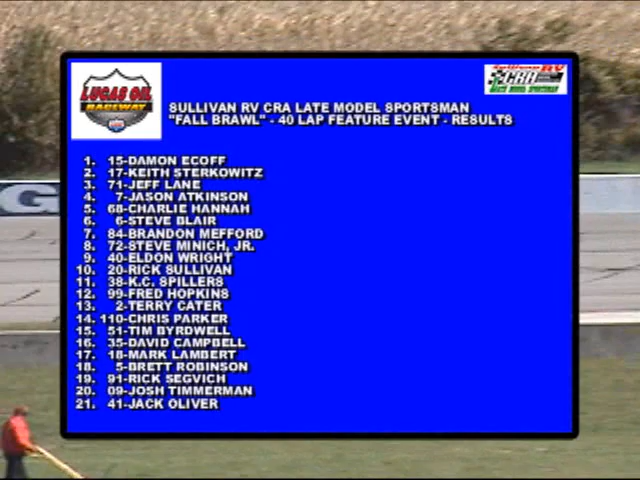 LUCAS OIL
RACEWAY
Sullivan RV
CRA
SULLIVAN RV CRA LATE MODEL SPORTSMAN
"FALL BRAWL" - 40 LAP FEATURE EVENT - RESULTS
1. 15-DAMON ECOFF
2. 17-KEITH STERKOWITZ
3. 71-JEFF LANE
4. 7-JASON ATKINSON
5. 68-CHARLIE HANNAH
6. 6-STEVE BLAIR
7. 84-BRANDON MEFFORD
8. 72-STEVE MINICH, JR.
9. 40-ELDON WRIGHT
10. 20-RICK SULLIVAN
11. 38-K.C. SPILLERS
12. 99-FRED HOPKINS
13. 2-TERRY CATER
14. 110-CHRIS PARKER
15. 51-TIM BYRDWELL
16. 35-DAVID CAMPBELL
17. 18-MARK LAMBERT
18. 5-BRETT ROBINSON
19. 91-RICK SEGVICH
20. 09-JOSH TIMMERMAN
21. 41-JACK OLIVER
G